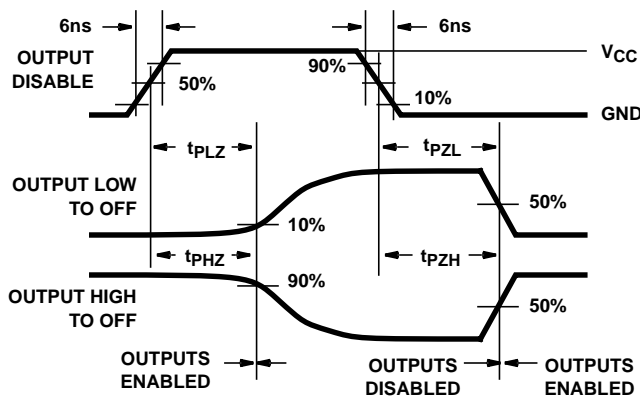 6ns
6ns
OUTPUT
DISABLE
50%
90%
10%
VCC
GND
tPLZ
tPZL
OUTPUT LOW
TO OFF
10%
50%
tPHZ
tPZH
OUTPUT HIGH
TO OFF
90%
50%
OUTPUTS
ENABLED
OUTPUTS
DISABLED
OUTPUTS
ENABLED